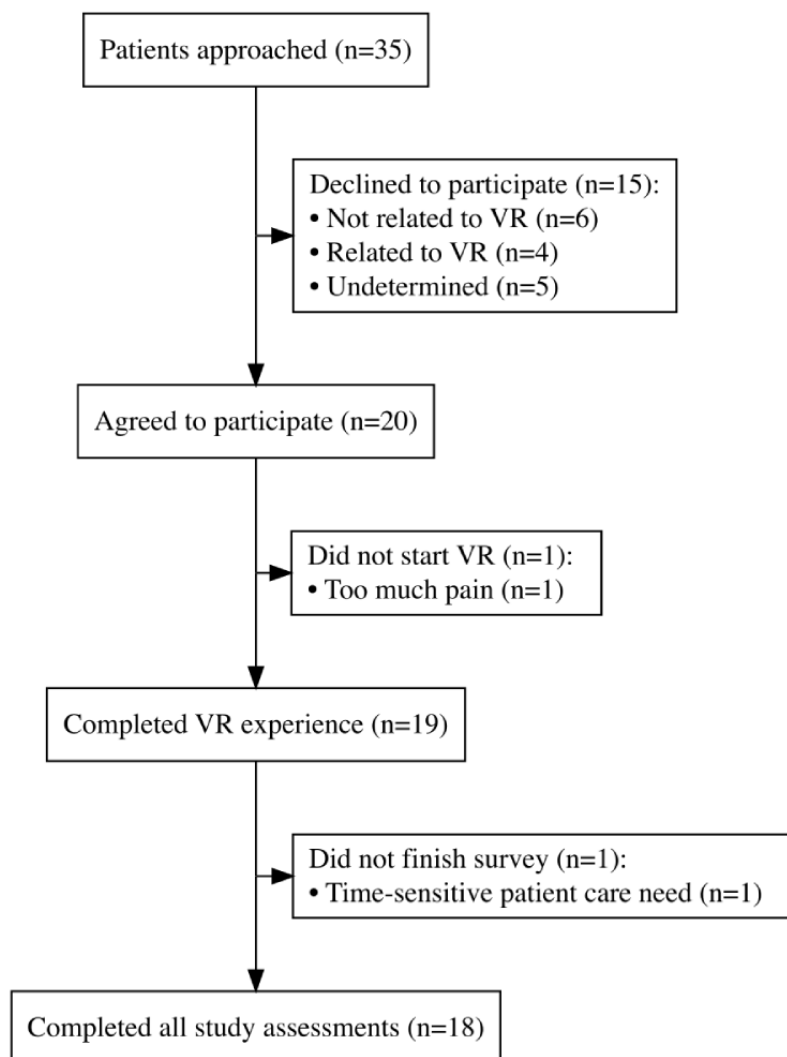 Patients approached (n=35)
Declined to participate (n=15):
• Not related to VR (n=6)
• Related to VR (n=4)
• Undetermined (n=5)
Agreed to participate (n=20)
Did not start VR (n=1):
• Too much pain (n=1)
Completed VR experience (n=19)
Did not finish survey (n=1):
• Time-sensitive patient care need (n=1)
Completed all study assessments (n=18)